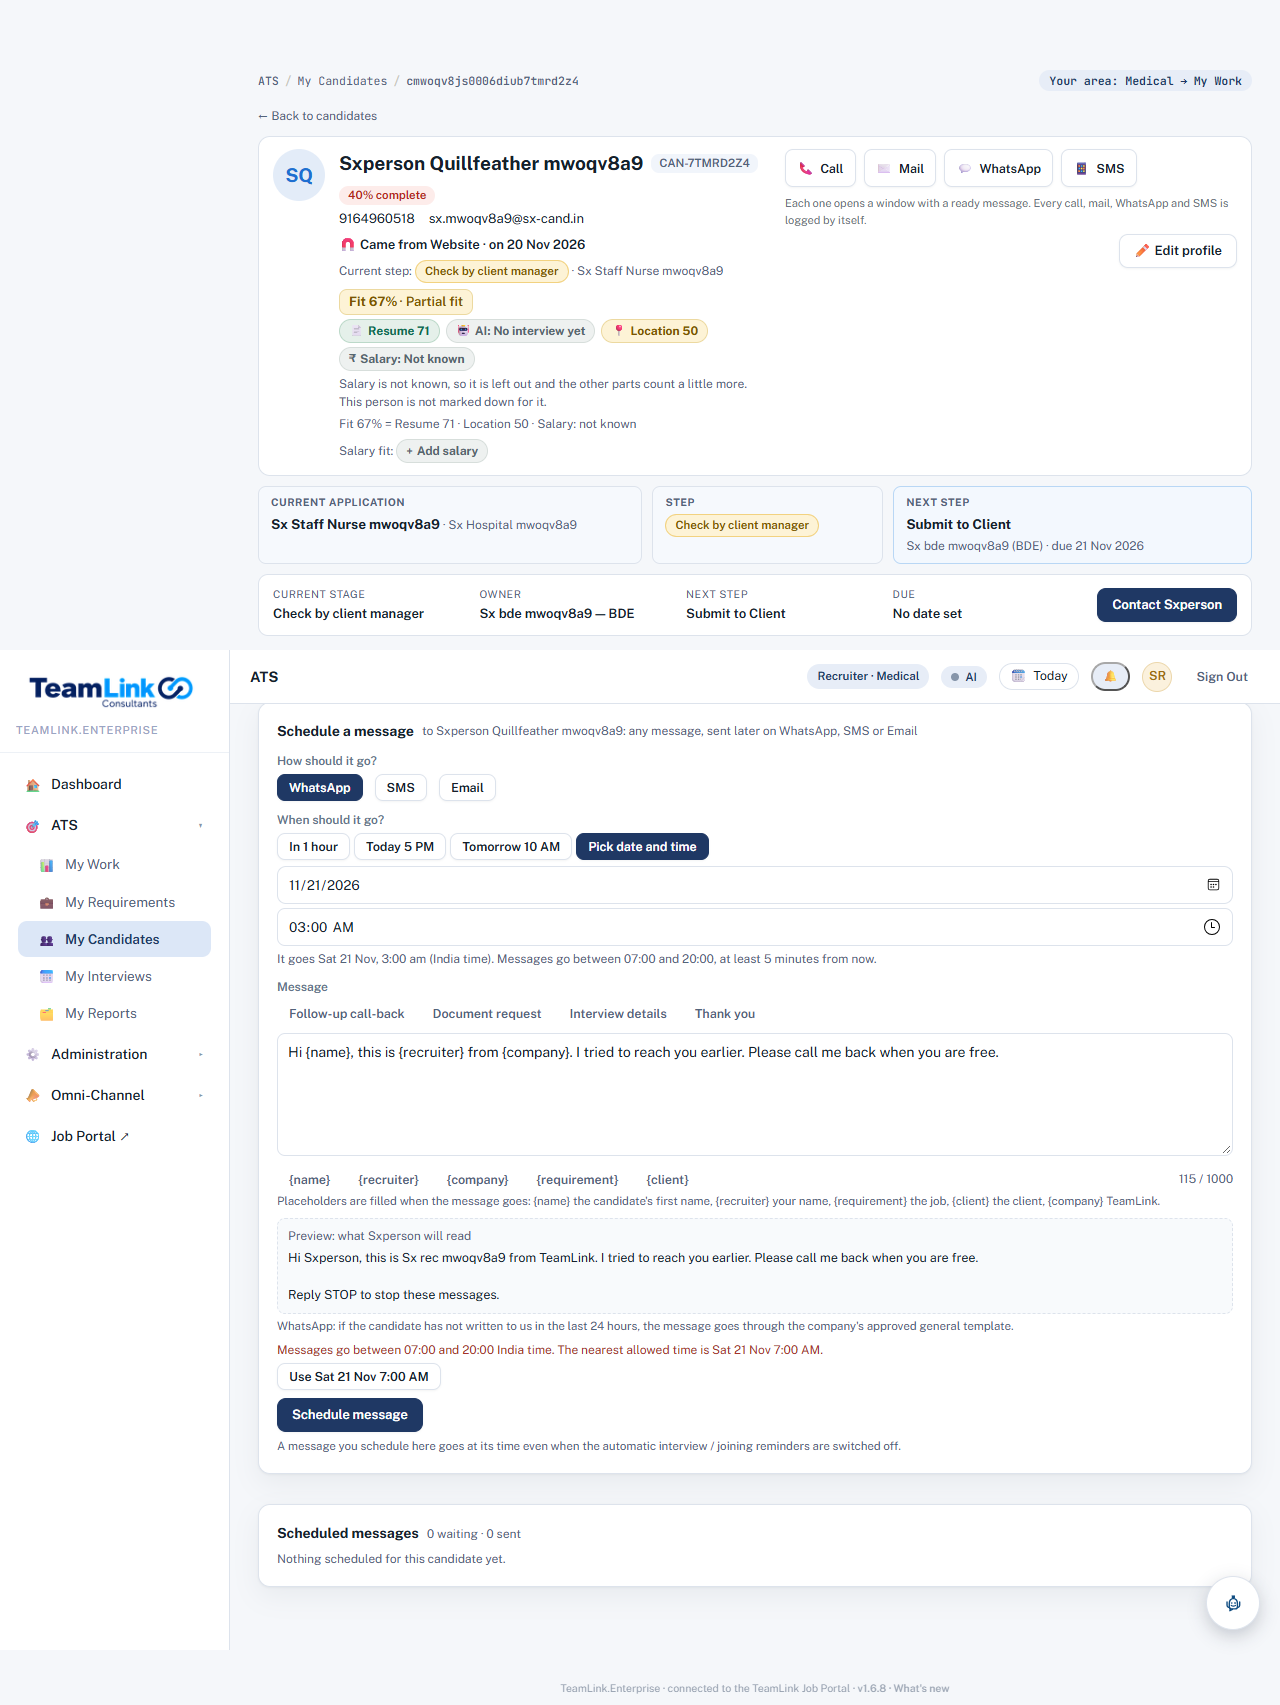 ATS / My Candidates / cmwoqv8js0006diub7tmrd2z4
Your area: Medical → My Work
← Back to candidates
SQ
Sxperson Quillfeather mwoqv8a9 CAN-7TMRD2Z4
40% complete
9164960518 sx.mwoqv8a9@sx-cand.in
Came from Website · on 20 Nov 2026
Current step: Check by client manager · Sx Staff Nurse mwoqv8a9
Fit 67% · Partial fit
Resume 71 AI: No interview yet Location 50
₹ Salary: Not known
Salary is not known, so it is left out and the other parts count a little more.
This person is not marked down for it.
Fit 67% = Resume 71 · Location 50 · Salary: not known
Salary fit: + Add salary
Call Mail WhatsApp SMS
Each one opens a window with a ready message. Every call, mail, WhatsApp and SMS is
logged by itself.
Edit profile
CURRENT APPLICATION
Sx Staff Nurse mwoqv8a9 · Sx Hospital mwoqv8a9
STEP
Check by client manager
NEXT STEP
Submit to Client
Sx bde mwoqv8a9 (BDE) · due 21 Nov 2026
CURRENT STAGE
Check by client manager
OWNER
Sx bde mwoqv8a9 — BDE
NEXT STEP
Submit to Client
DUE
No date set
Contact Sxperson
TeamLink
Consultants
TEAMLINK.ENTERPRISE
Dashboard
ATS
My Work
My Requirements
My Candidates
My Interviews
My Reports
Administration
Omni-Channel
Job Portal ↗
ATS
Recruiter · Medical
AI
Today
SR
Sign Out
Schedule a message to Sxperson Quillfeather mwoqv8a9: any message, sent later on WhatsApp, SMS or Email
How should it go?
WhatsApp SMS Email
When should it go?
In 1 hour Today 5 PM Tomorrow 10 AM Pick date and time
11/21/2026
03:00 AM
It goes Sat 21 Nov, 3:00 am (India time). Messages go between 07:00 and 20:00, at least 5 minutes from now.
Message
Follow-up call-back Document request Interview details Thank you
Hi {name}, this is {recruiter} from {company}. I tried to reach you earlier. Please call me back when you are free.
{name} {recruiter} {company} {requirement} {client} 115 / 1000
Placeholders are filled when the message goes: {name} the candidate's first name, {recruiter} your name, {requirement} the job, {client} the client, {company} TeamLink.
Preview: what Sxperson will read
Hi Sxperson, this is Sx rec mwoqv8a9 from TeamLink. I tried to reach you earlier. Please call me back when you are free.
Reply STOP to stop these messages.
WhatsApp: if the candidate has not written to us in the last 24 hours, the message goes through the company's approved general template.
Messages go between 07:00 and 20:00 India time. The nearest allowed time is Sat 21 Nov 7:00 AM.
Use Sat 21 Nov 7:00 AM
Schedule message
A message you schedule here goes at its time even when the automatic interview / joining reminders are switched off.
Scheduled messages 0 waiting · 0 sent
Nothing scheduled for this candidate yet.
TeamLink.Enterprise · connected to the TeamLink Job Portal · v1.6.8 · What's new